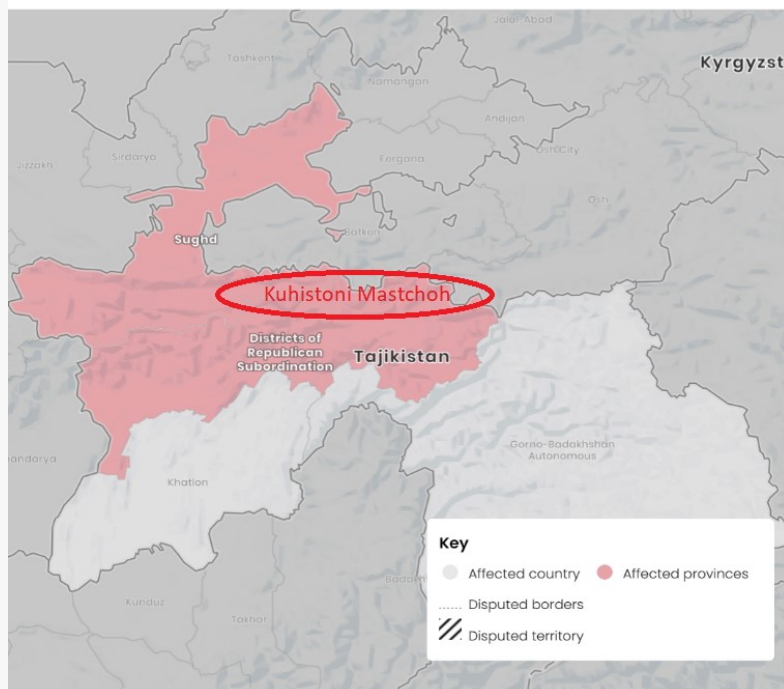 Jalal-Abad
Kyrgyzst
Tashkent
Namangan
Andijan
Jizzakh
Sirdarya
Fergana
Osh City
Osh
Batken
Sughd
Kuhistoni Mastchoh
Districts of
Republican
Subordination
Tajikistan
Gorno-Badakhshan
Autonomous
andarya
Khatlon
Key
Affected country
Affected provinces
Disputed borders
Disputed territory
Badakh
Kunduz
Takhar